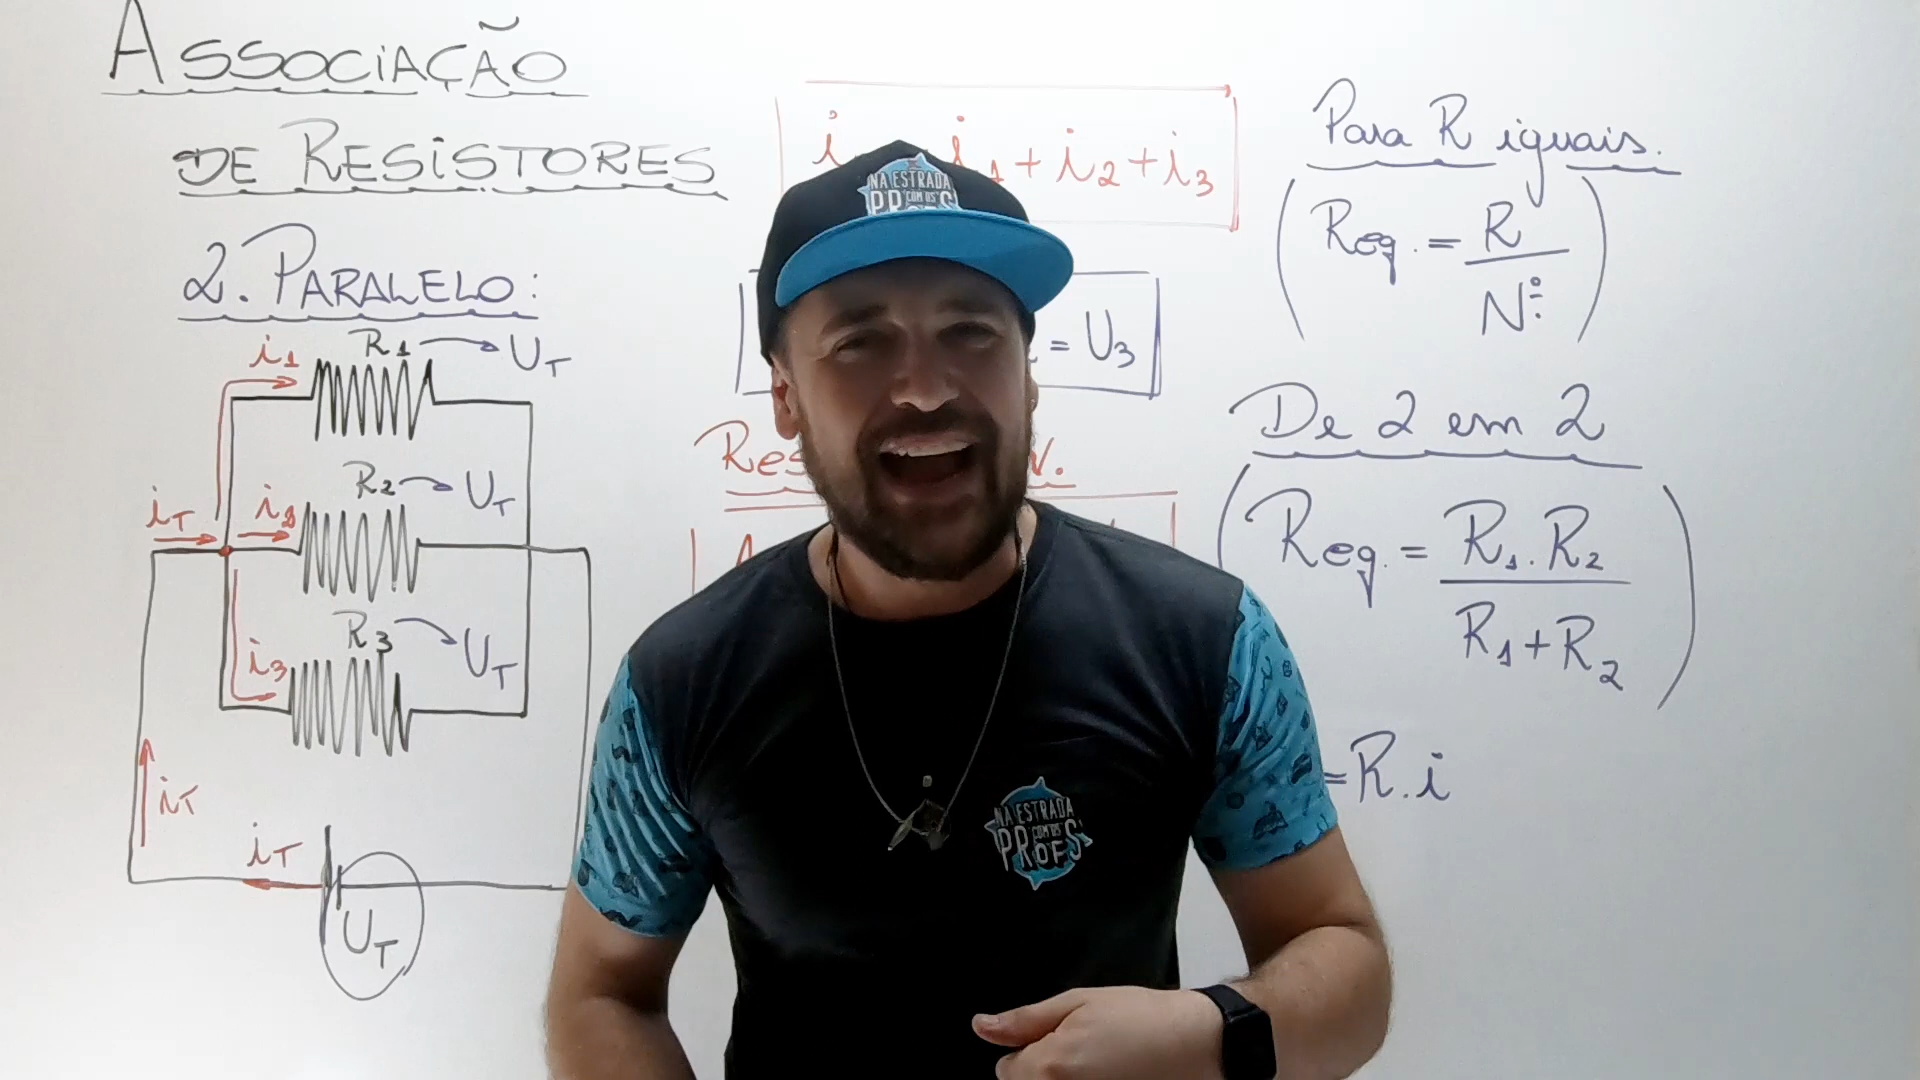 ASSOCIAÇÃO
DE RESISTORES
2. PARALELO:
i1
R1
UT
R2
UT
iT
i2
R3
UT
i3
iT
iT
UT
i i1 + i2 + i3
= U3
Res V.
Para R iguais.
Req. = R
Nº:
De 2 em 2
Req. = R1.R2
R1+R2
=R.i
NA ESTRADA
COM OS
PROFS
NA ESTRADA
COM OS
PROFS